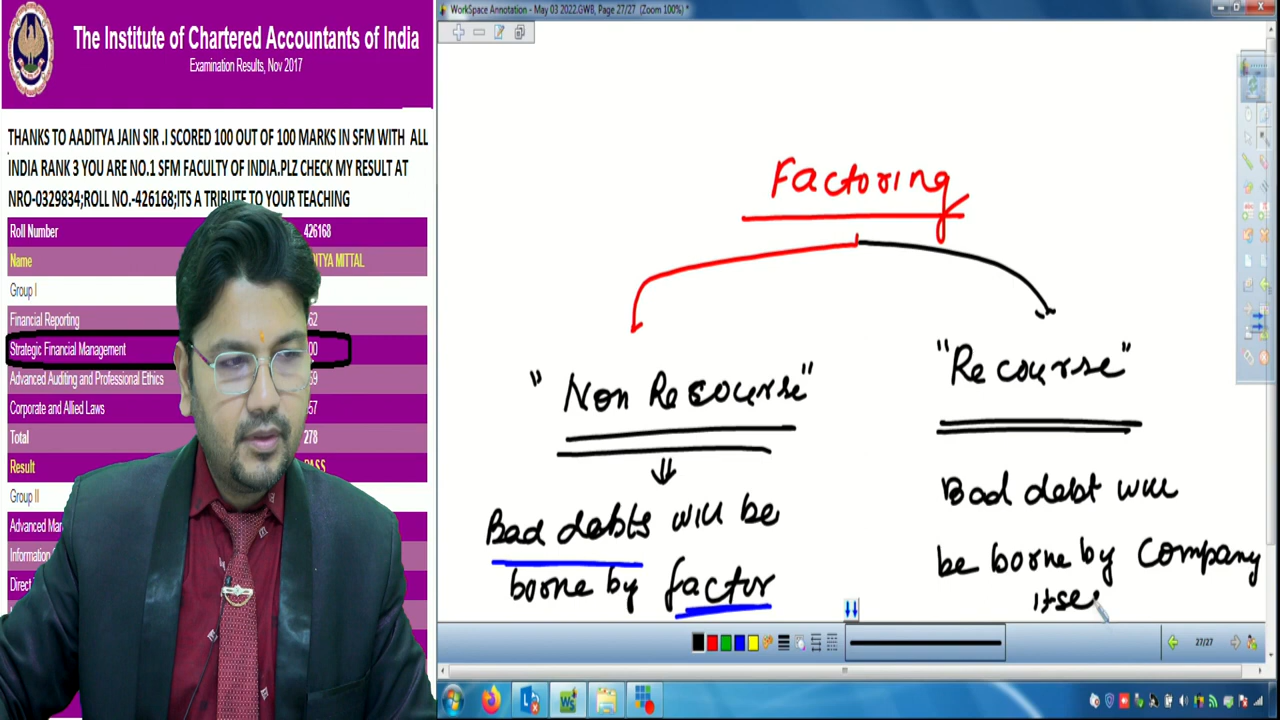 The Institute of Chartered Accountants of India
Examination Results, Nov 2017
THANKS TO AADITYA JAIN SIR .I SCORED 100 OUT OF 100 MARKS IN SFM WITH ALL
INDIA RANK 3 YOU ARE NO.1 SFM FACULTY OF INDIA.PLZ CHECK MY RESULT AT
NRO-0329834;ROLL NO.-426168;ITS A TRIBUTE TO YOUR TEACHING
Roll Number 426168
Name MITTAL
Group I
Financial Reporting 62
Strategic Financial Management
Advanced Auditing and Professional Ethics
Corporate and Allied Laws 57
Total 278
Result PASS
Group II
WorkSpace Annotation - May 03 2022.GWB, Page 27/27 (Zoom 100%) *
Factoring
"Non Recourse"
Bad debts will be
borne by factor
"Recourse"
Bad debt will
be borne by Company
itse
27/27